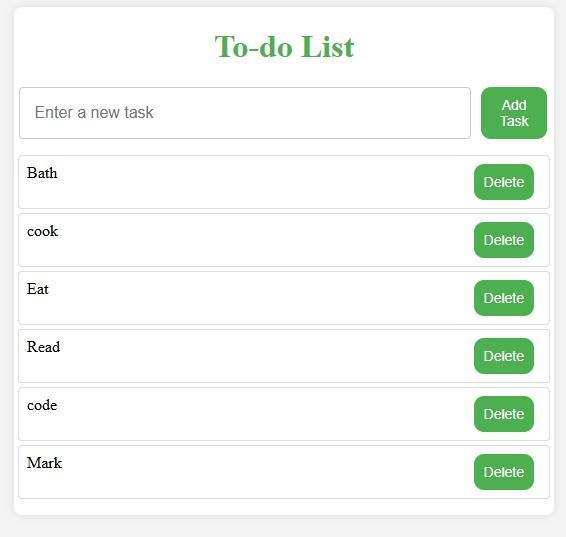 To-do List
Enter a new task
Add
Task
Bath
Delete
cook
Delete
Eat
Delete
Read
Delete
code
Delete
Mark
Delete